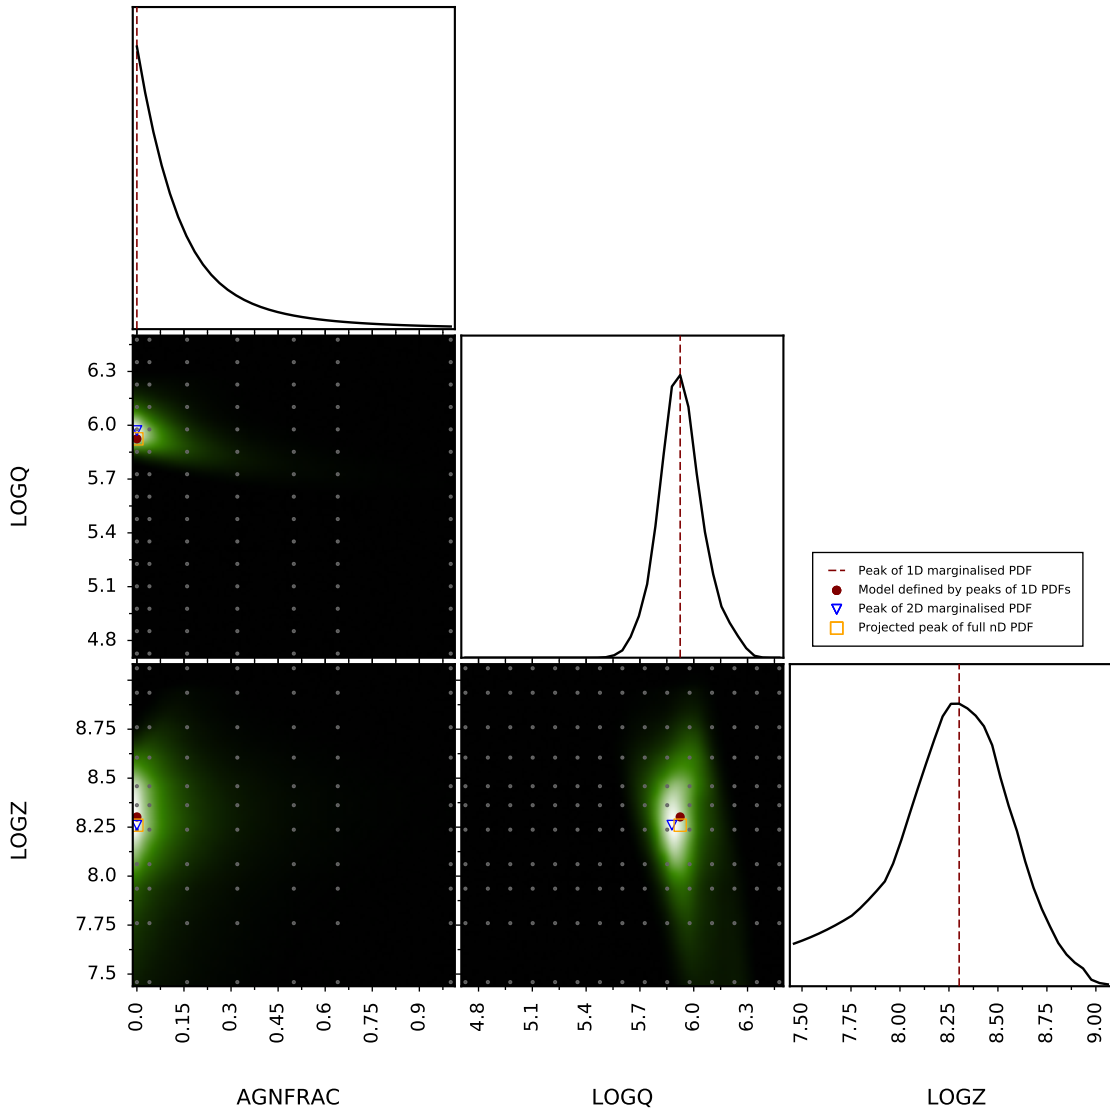 6.3
6.0
5.7
5.4
5.1
4.8
LOGQ
Peak of 1D marginalised PDF
Model defined by peaks of 1D PDFs
Peak of 2D marginalised PDF
Projected peak of full nD PDF
8.75
8.5
8.25
8.0
7.75
7.5
LOGZ
0.0 0.15 0.3 0.45 0.6 0.75 0.9
4.8 5.1 5.4 5.7 6.0 6.3
7.50 7.75 8.00 8.25 8.50 8.75 9.00
AGNFRAC LOGQ LOGZ